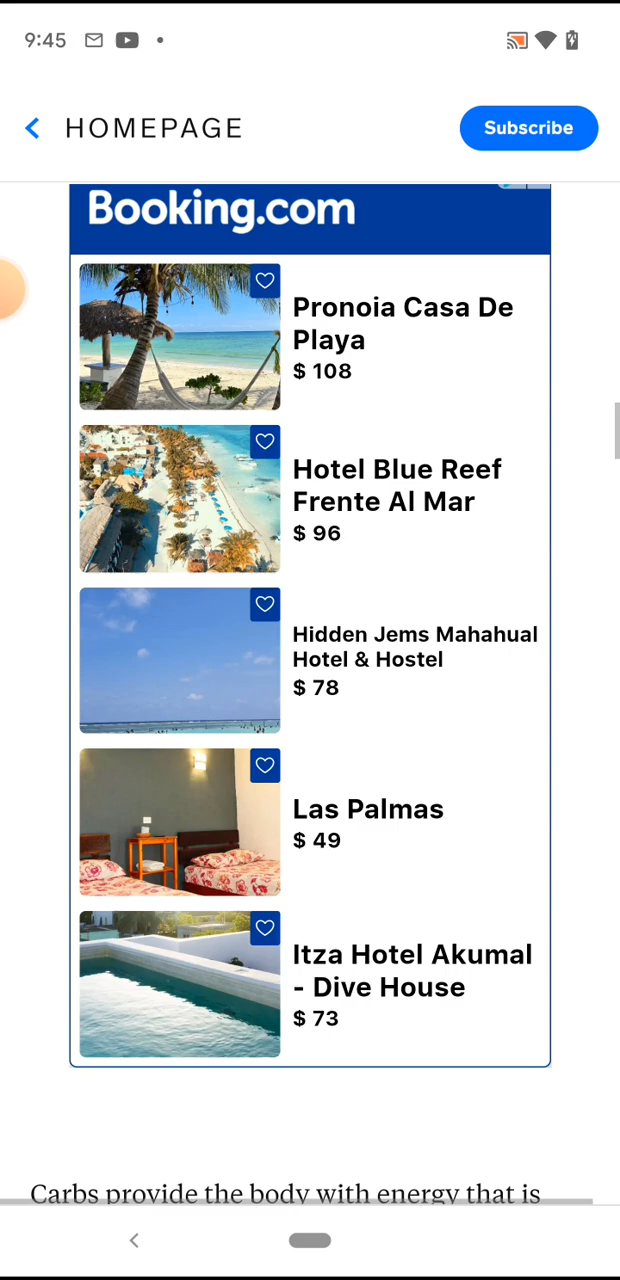 9:45
HOMEPAGE
Subscribe
Booking.com
Pronoia Casa De
Playa
$ 108
Hotel Blue Reef
Frente Al Mar
$ 96
Hidden Jems Mahahual
Hotel & Hostel
$ 78
Las Palmas
$ 49
Itza Hotel Akumal
- Dive House
$ 73
Carbs provide the body with energy that is